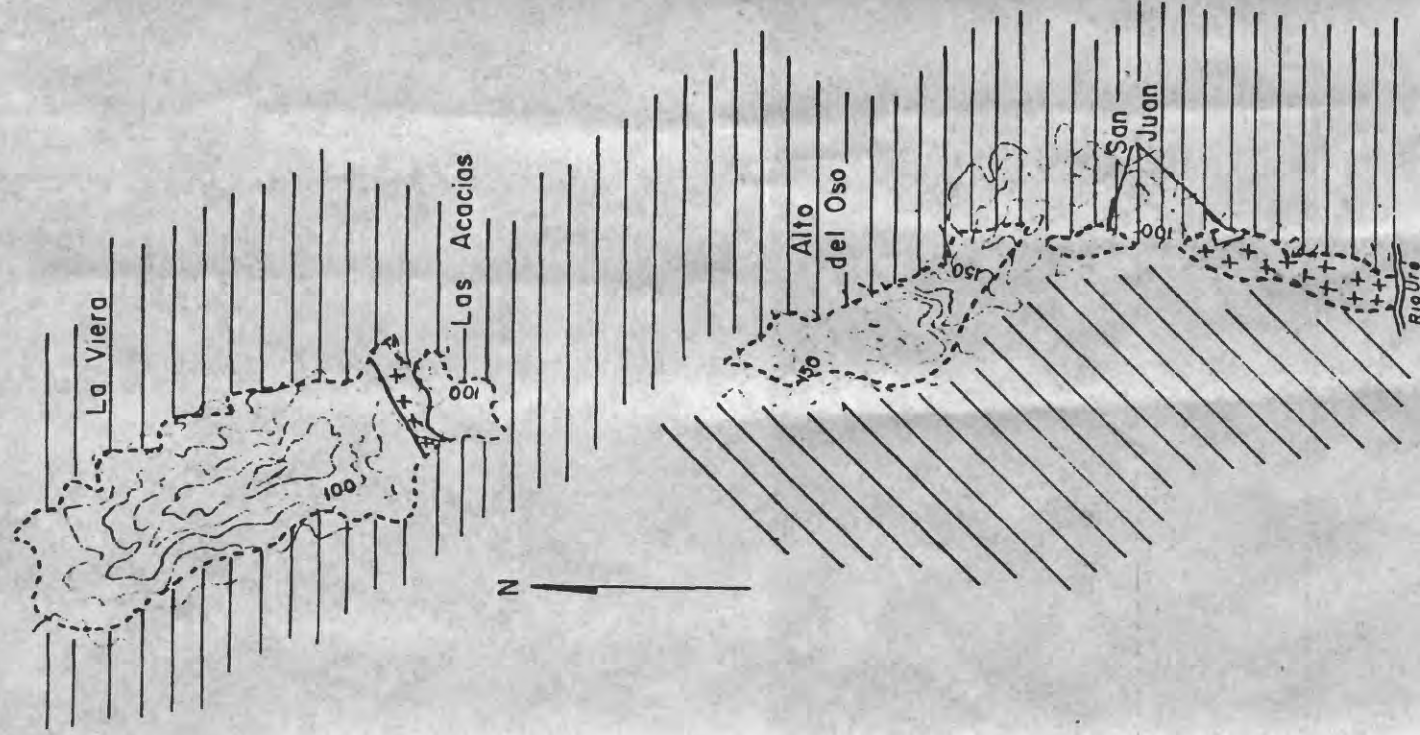 La Viera
100
Las Acacias
100
N
Alto
del Oso
150
150
San
Juan
100
Rio Ure